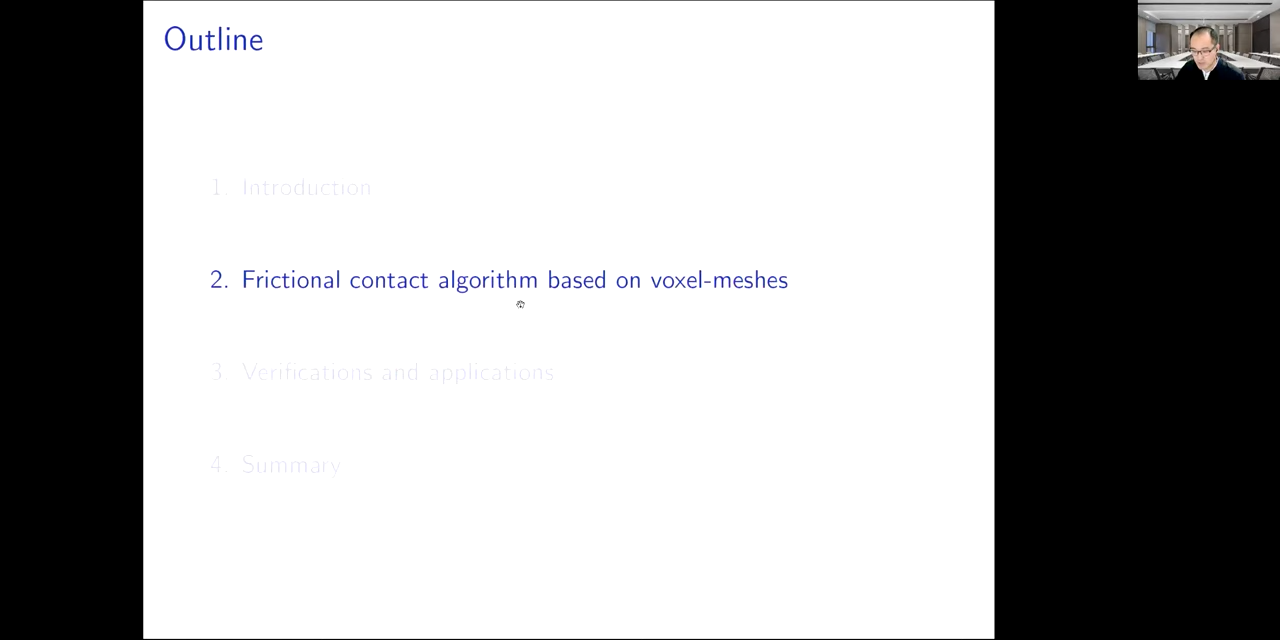 Outline
1. Introduction
2. Frictional contact algorithm based on voxel-meshes
3 Verifications and applications
4. Summary